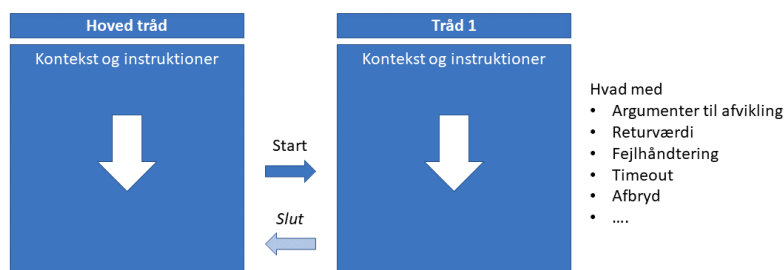 Hoved tråd
Kontekst og instruktioner
Start
Slut
Tråd 1
Kontekst og instruktioner
Hvad med
• Argumenter til afvikling
• Returværdi
• Fejlhåndtering
• Timeout
• Afbryd
• ....